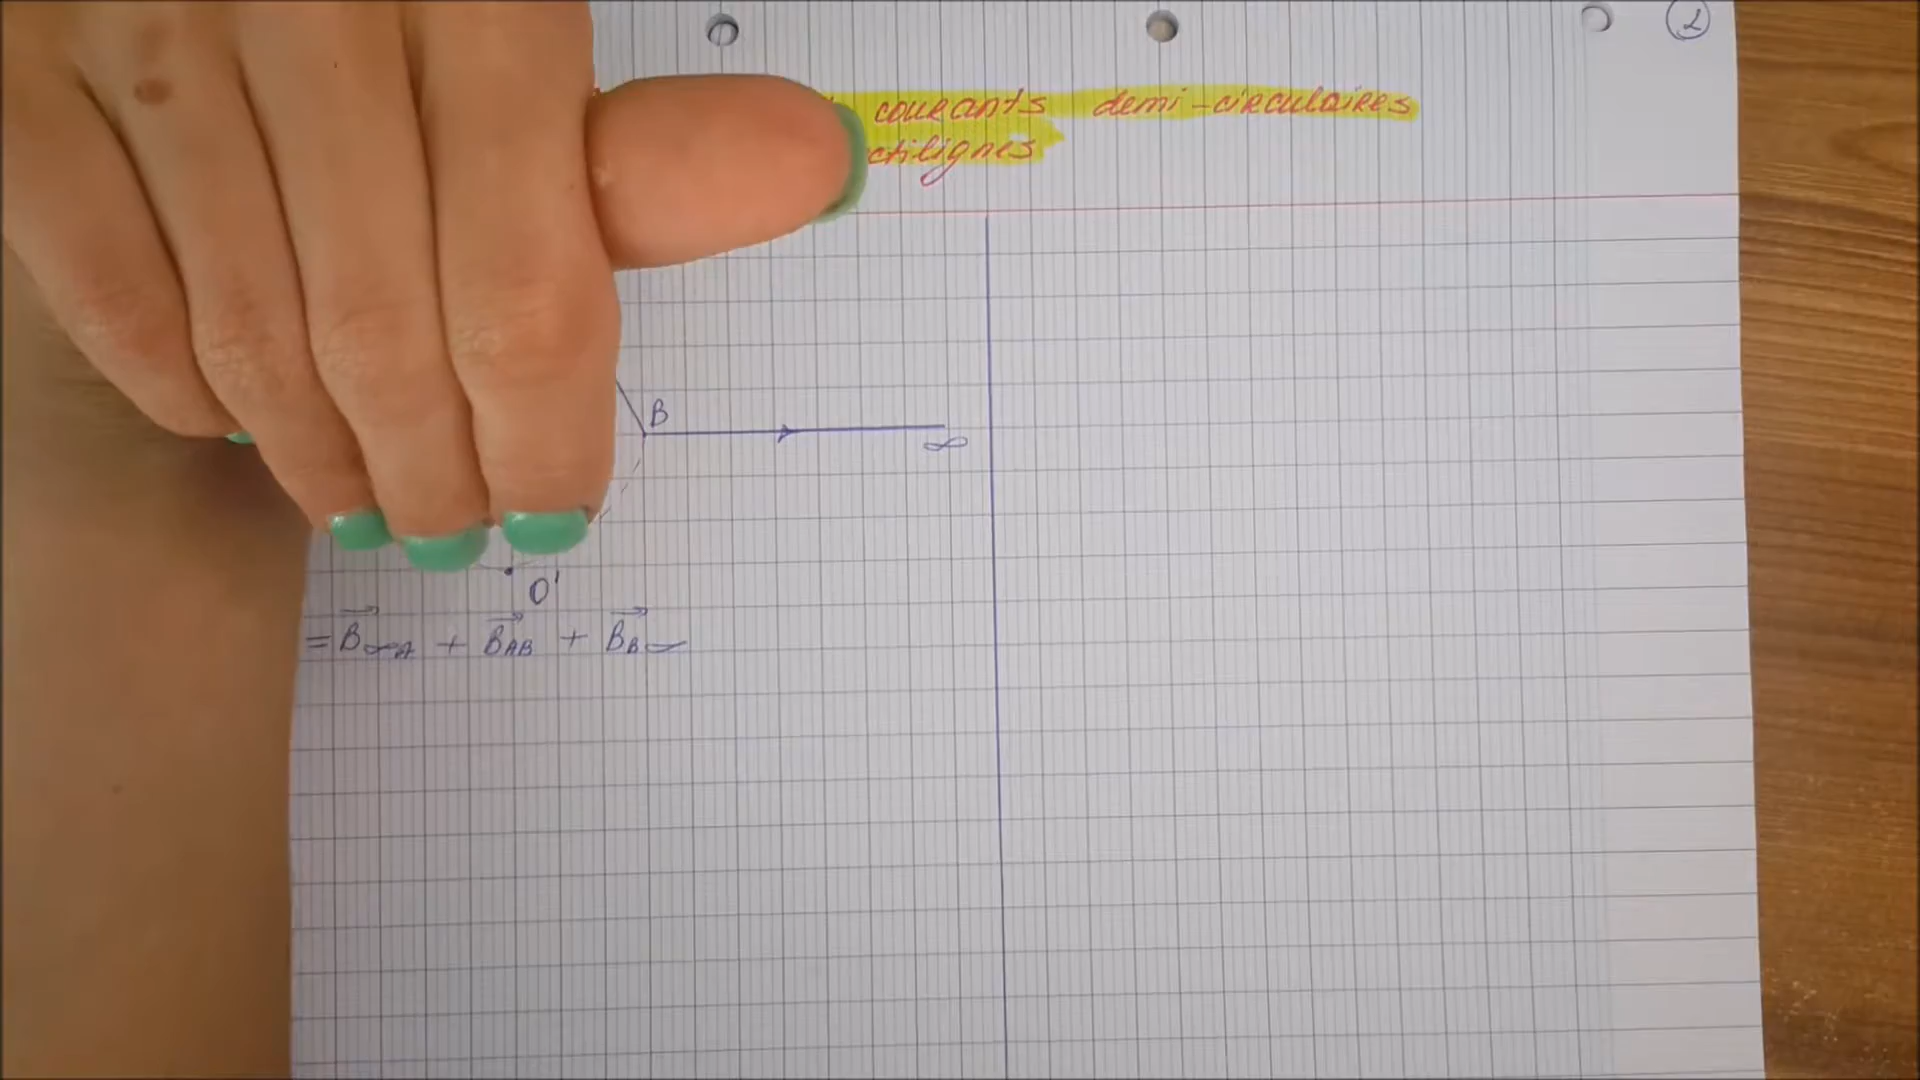 2
courants demi-circulaires
ctilignes
B
∞
O'
= B∞A + BAB + BB∞